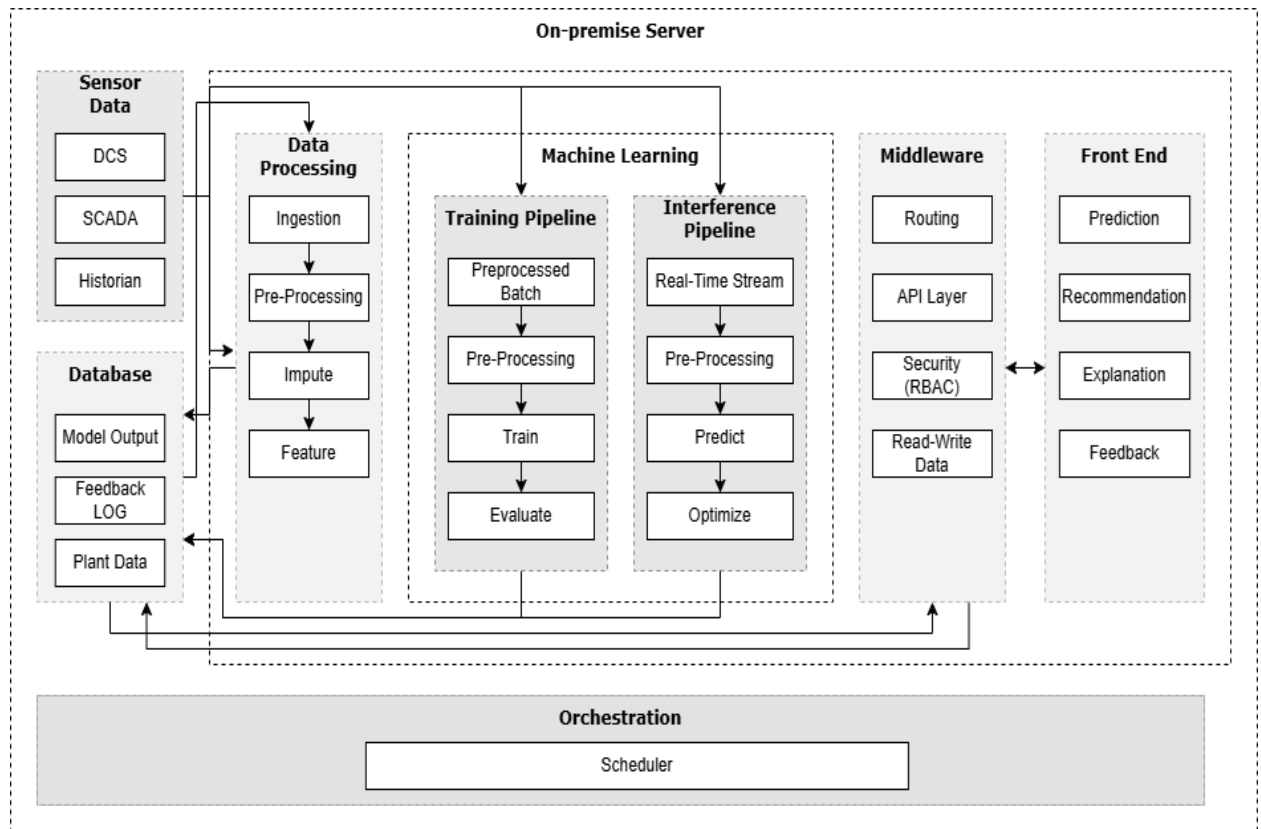 On-premise Server
Sensor
Data
DCS
SCADA
Historian
Database
Model Output
Feedback
LOG
Plant Data
Data
Processing
Ingestion
Pre-Processing
Impute
Feature
Machine Learning
Training Pipeline
Preprocessed
Batch
Pre-Processing
Train
Evaluate
Interference
Pipeline
Real-Time Stream
Pre-Processing
Predict
Optimize
Middleware
Routing
API Layer
Security
(RBAC)
Read-Write
Data
Front End
Prediction
Recommendation
Explanation
Feedback
Orchestration
Scheduler